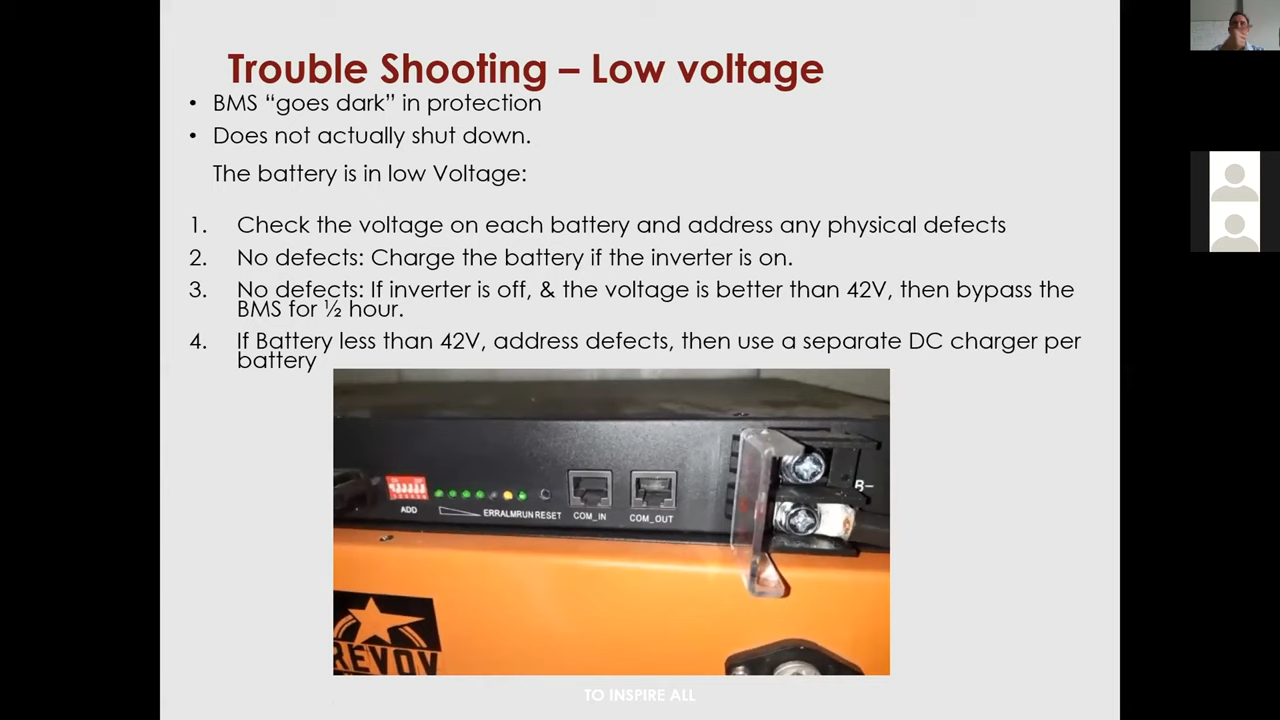 Trouble Shooting – Low voltage
• BMS “goes dark” in protection
• Does not actually shut down.
The battery is in low Voltage:
1. Check the voltage on each battery and address any physical defects
2. No defects: Charge the battery if the inverter is on.
3. No defects: If inverter is off, & the voltage is better than 42V, then bypass the
BMS for ½ hour.
4. If Battery less than 42V, address defects, then use a separate DC charger per
battery
B-
ADD
ERRALMRUN RESET
COM_IN
COM_OUT
REVOV
TO INSPIRE ALL